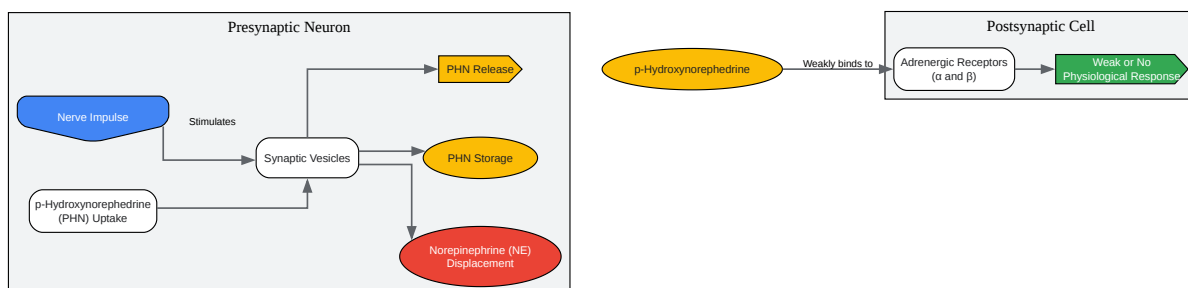 Presynaptic Neuron
PHN Release
Nerve Impulse
Stimulates
Synaptic Vesicles
PHN Storage
p-Hydroxynorephedrine
(PHN) Uptake
Norepinephrine (NE)
Displacement
Postsynaptic Cell
p-Hydroxynorephedrine
Weakly binds to
Adrenergic Receptors
(α and β)
Weak or No
Physiological Response